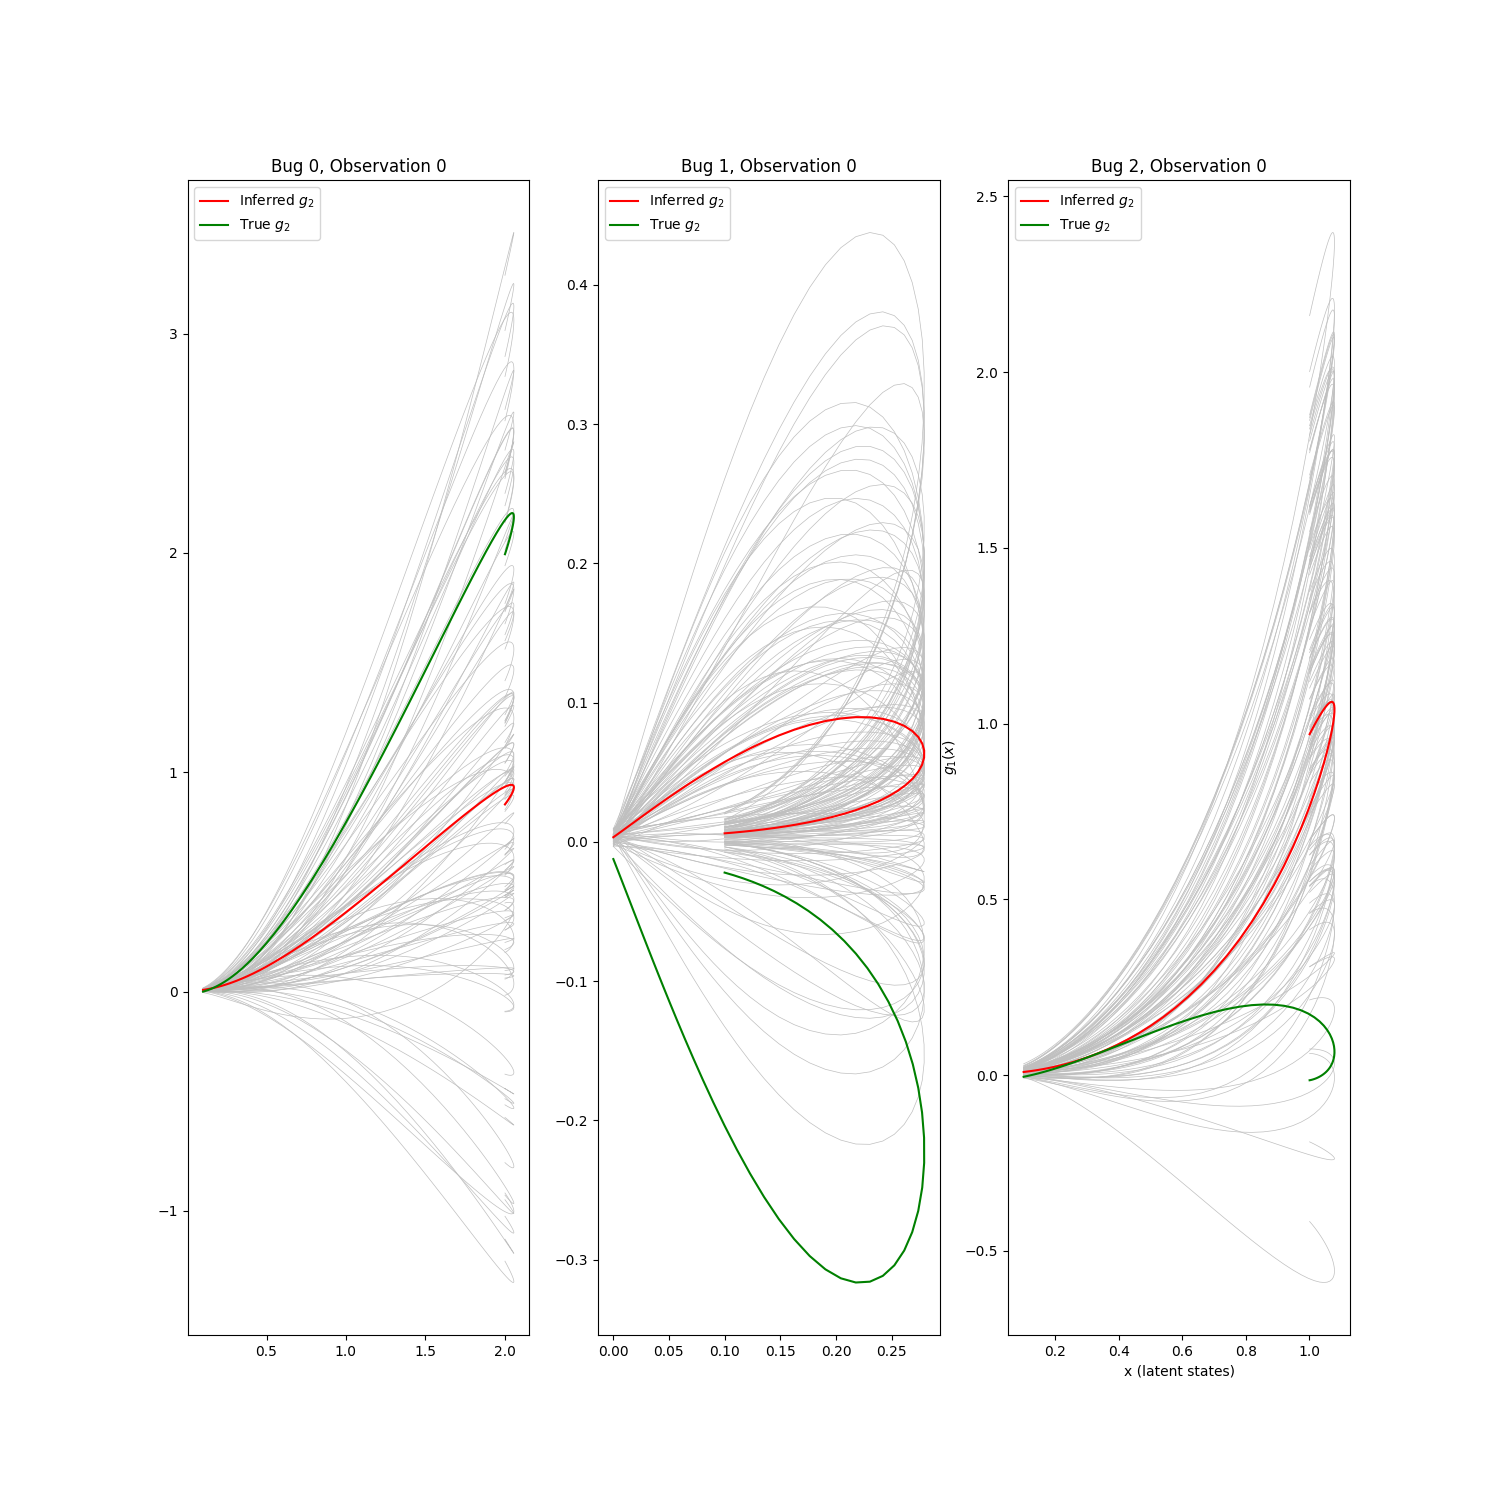 Bug 0, Observation 0
Inferred g₂
True g₂
3
2
1
0
−1
0.5 1.0 1.5 2.0
Bug 1, Observation 0
Inferred g₂
True g₂
0.4
0.3
0.2
0.1
0.0
−0.1
−0.2
−0.3
0.00 0.05 0.10 0.15 0.20 0.25
Bug 2, Observation 0
Inferred g₂
True g₂
2.5
2.0
1.5
1.0
0.5
0.0
−0.5
g₁(x)
0.2 0.4 0.6 0.8 1.0
x (latent states)